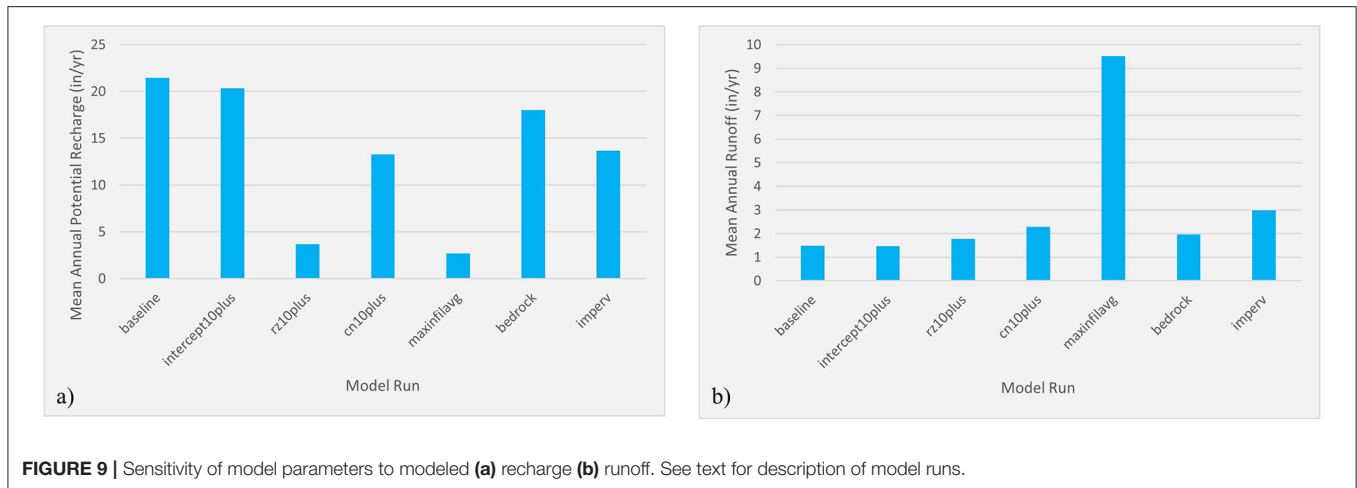 Mean Annual Potential Recharge (in/yr)
25
20
15
10
5
0
baseline
intercept10plus
rz10plus
cn10plus
maxinfilavg
bedrock
imperv
Model Run
a)
Mean Annual Runoff (in/yr)
10
9
8
7
6
5
4
3
2
1
0
baseline
intercept10plus
rz10plus
cn10plus
maxinfilavg
bedrock
imperv
Model Run
b)
FIGURE 9 | Sensitivity of model parameters to modeled (a) recharge (b) runoff. See text for description of model runs.